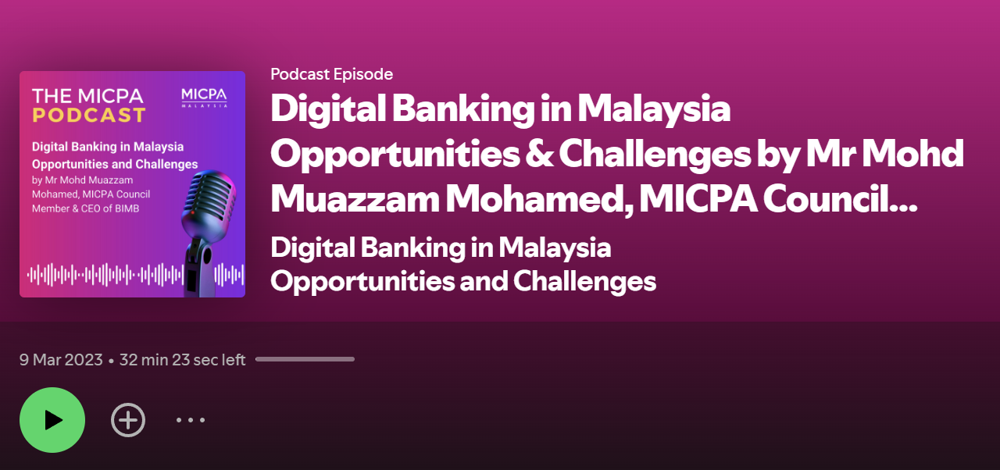 THE MICPA
PODCAST
MICPA
MALAYSIA
Digital Banking in Malaysia
Opportunities and Challenges
by Mr Mohd Muazzam
Mohamed, MICPA Council
Member & CEO of BIMB
Podcast Episode
Digital Banking in Malaysia
Opportunities & Challenges by Mr Mohd
Muazzam Mohamed, MICPA Council...
Digital Banking in Malaysia
Opportunities and Challenges
9 Mar 2023 • 32 min 23 sec left